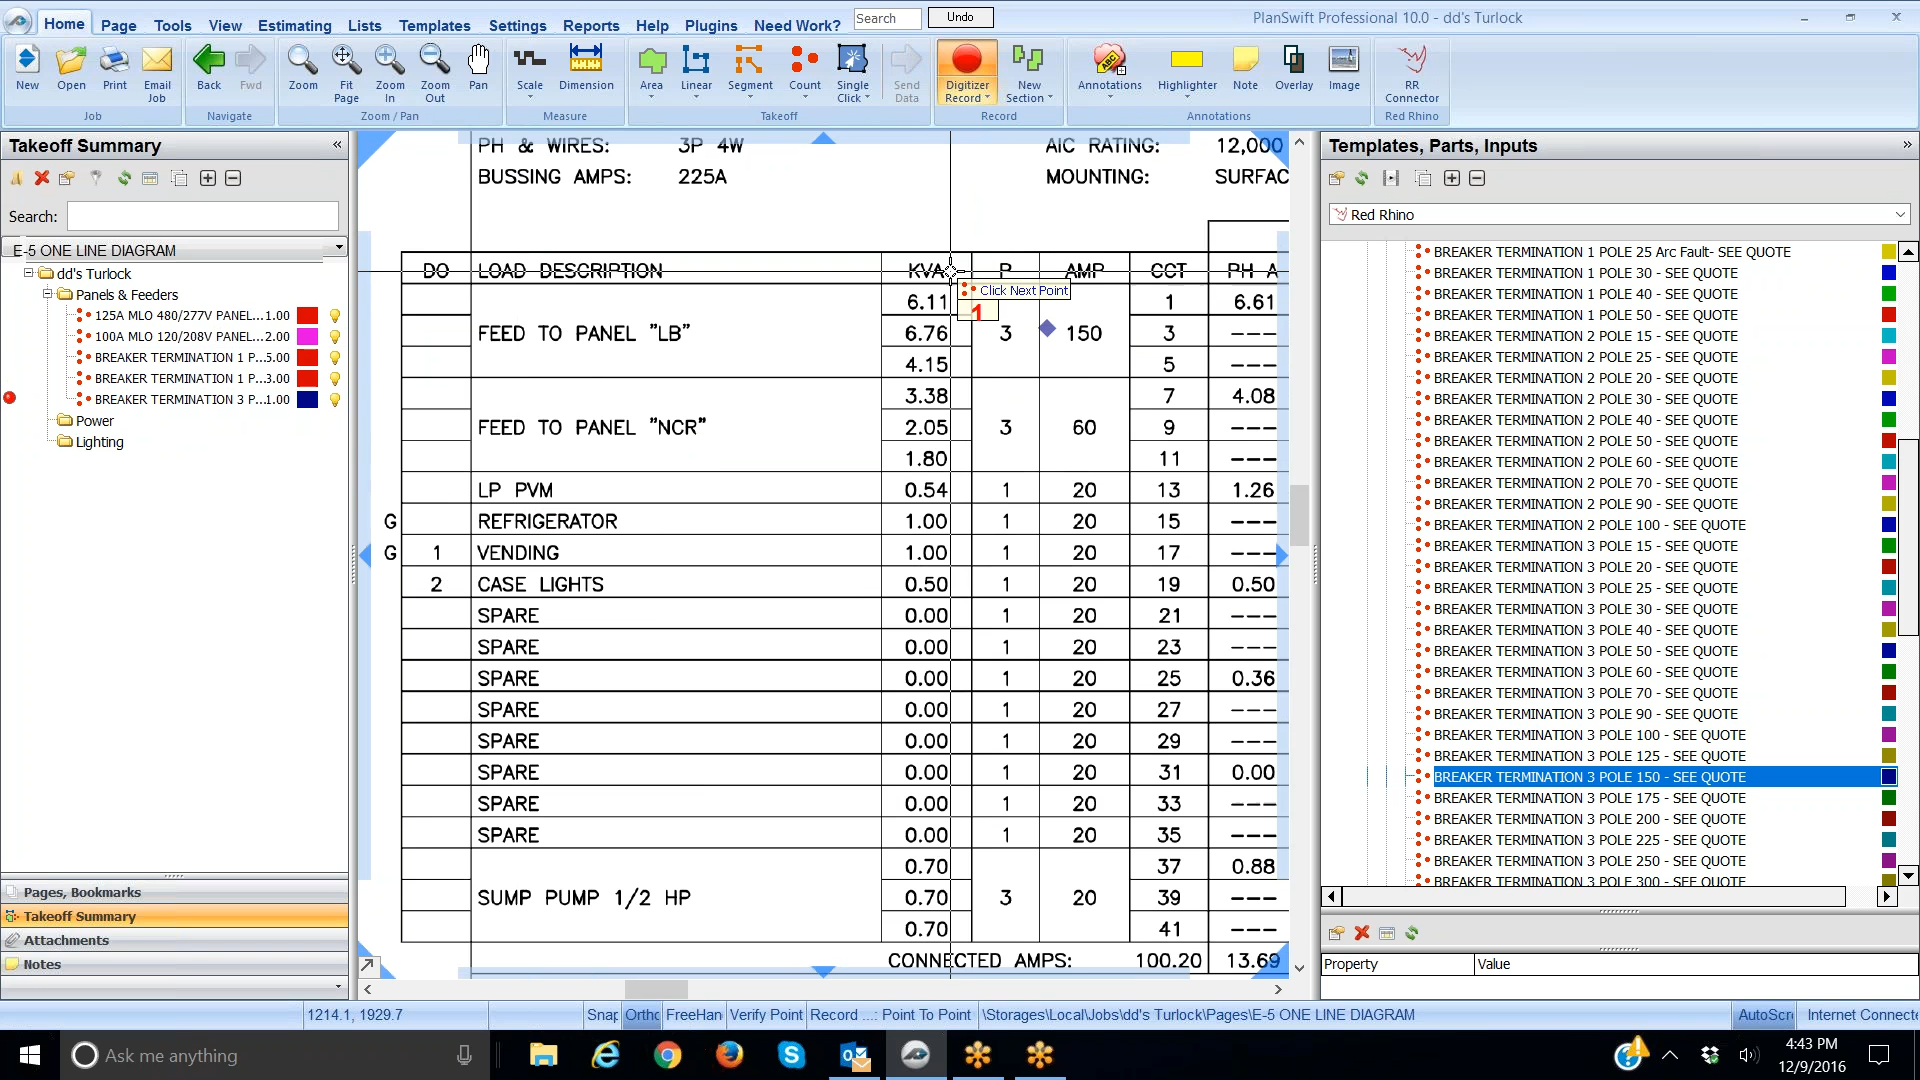 Home Page Tools View Estimating Lists Templates Settings Reports Help Plugins Need Work? Search Undo PlanSwift Professional 10.0 - dd's Turlock
New Open Print Email Job Back Fwd Zoom Fit Page Zoom In Zoom Out Pan Scale Dimension Area Linear Segment Count Single Click Send Data Digitizer Record New Section Annotations Highlighter Note Overlay Image RR Connector
Job Navigate Zoom / Pan Measure Takeoff Record Annotations Red Rhino
Takeoff Summary
Search:
E-5 ONE LINE DIAGRAM
dd's Turlock
Panels & Feeders
125A MLO 480/277V PANEL...1.00
100A MLO 120/208V PANEL...2.00
BREAKER TERMINATION 1 P...5.00
BREAKER TERMINATION 1 P...3.00
BREAKER TERMINATION 3 P...1.00
Power
Lighting
Pages, Bookmarks
Takeoff Summary
Attachments
Notes
PH & WIRES: 3P 4W AIC RATING: 12,000
BUSSING AMPS: 225A MOUNTING: SURFAC
DO LOAD DESCRIPTION KVA P AMP CCT PH A
Click Next Point
1
6.11 1 6.61
FEED TO PANEL "LB" 6.76 3 150 3 ---
4.15 5 ---
3.38 7 4.08
FEED TO PANEL "NCR" 2.05 3 60 9 ---
1.80 11 ---
LP PVM 0.54 1 20 13 1.26
G REFRIGERATOR 1.00 1 20 15 ---
G 1 VENDING 1.00 1 20 17 ---
2 CASE LIGHTS 0.50 1 20 19 0.50
SPARE 0.00 1 20 21 ---
SPARE 0.00 1 20 23 ---
SPARE 0.00 1 20 25 0.36
SPARE 0.00 1 20 27 ---
SPARE 0.00 1 20 29 ---
SPARE 0.00 1 20 31 0.00
SPARE 0.00 1 20 33 ---
SPARE 0.00 1 20 35 ---
0.70 37 0.88
SUMP PUMP 1/2 HP 0.70 3 20 39 ---
0.70 41 ---
CONNECTED AMPS: 100.20 13.69
Templates, Parts, Inputs
Red Rhino
BREAKER TERMINATION 1 POLE 25 Arc Fault- SEE QUOTE
BREAKER TERMINATION 1 POLE 30 - SEE QUOTE
BREAKER TERMINATION 1 POLE 40 - SEE QUOTE
BREAKER TERMINATION 1 POLE 50 - SEE QUOTE
BREAKER TERMINATION 2 POLE 15 - SEE QUOTE
BREAKER TERMINATION 2 POLE 25 - SEE QUOTE
BREAKER TERMINATION 2 POLE 20 - SEE QUOTE
BREAKER TERMINATION 2 POLE 30 - SEE QUOTE
BREAKER TERMINATION 2 POLE 40 - SEE QUOTE
BREAKER TERMINATION 2 POLE 50 - SEE QUOTE
BREAKER TERMINATION 2 POLE 60 - SEE QUOTE
BREAKER TERMINATION 2 POLE 70 - SEE QUOTE
BREAKER TERMINATION 2 POLE 90 - SEE QUOTE
BREAKER TERMINATION 2 POLE 100 - SEE QUOTE
BREAKER TERMINATION 3 POLE 15 - SEE QUOTE
BREAKER TERMINATION 3 POLE 20 - SEE QUOTE
BREAKER TERMINATION 3 POLE 25 - SEE QUOTE
BREAKER TERMINATION 3 POLE 30 - SEE QUOTE
BREAKER TERMINATION 3 POLE 40 - SEE QUOTE
BREAKER TERMINATION 3 POLE 50 - SEE QUOTE
BREAKER TERMINATION 3 POLE 60 - SEE QUOTE
BREAKER TERMINATION 3 POLE 70 - SEE QUOTE
BREAKER TERMINATION 3 POLE 90 - SEE QUOTE
BREAKER TERMINATION 3 POLE 100 - SEE QUOTE
BREAKER TERMINATION 3 POLE 125 - SEE QUOTE
BREAKER TERMINATION 3 POLE 150 - SEE QUOTE
BREAKER TERMINATION 3 POLE 175 - SEE QUOTE
BREAKER TERMINATION 3 POLE 200 - SEE QUOTE
BREAKER TERMINATION 3 POLE 225 - SEE QUOTE
BREAKER TERMINATION 3 POLE 250 - SEE QUOTE
BREAKER TERMINATION 3 POLE 300 - SEE QUOTE
Property Value
1214.1, 1929.7 Snap Ortho FreeHan Verify Point Record ...: Point To Point \Storages\Local\Jobs\dd's Turlock\Pages\E-5 ONE LINE DIAGRAM AutoScr Internet Connecte
Ask me anything
4:43 PM
12/9/2016